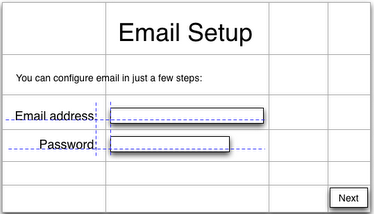 Email Setup
You can configure email in just a few steps:
Email address
Password
Next